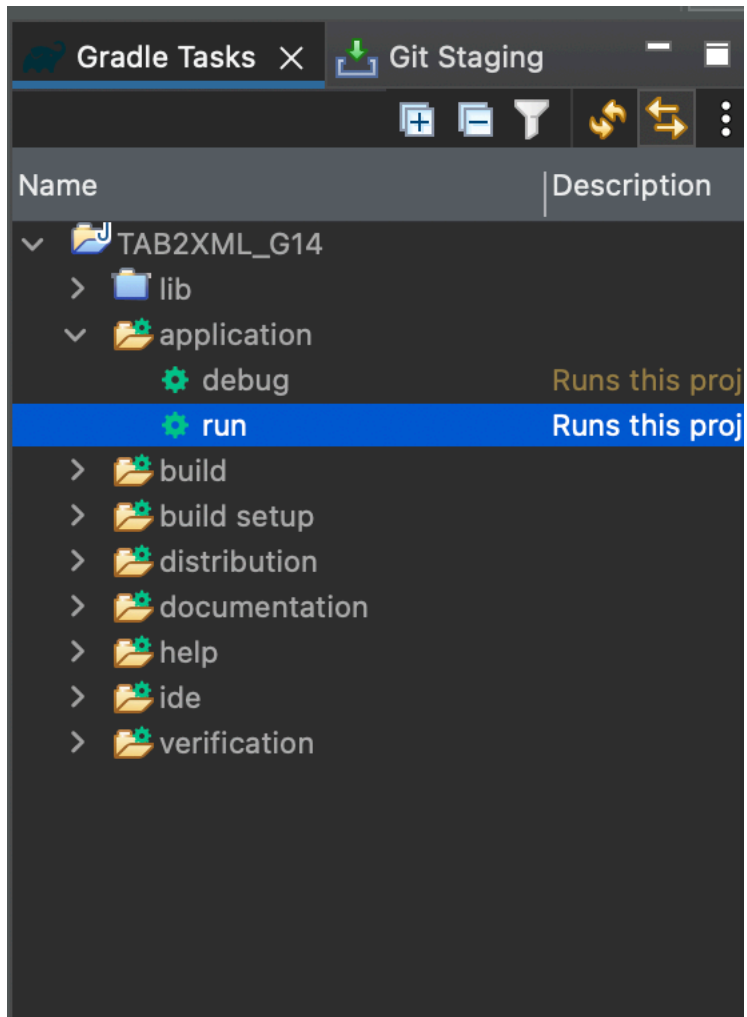 Gradle Tasks Git Staging
Name Description
TAB2XML_G14
lib
application
debug Runs this proj
run Runs this proj
build
build setup
distribution
documentation
help
ide
verification